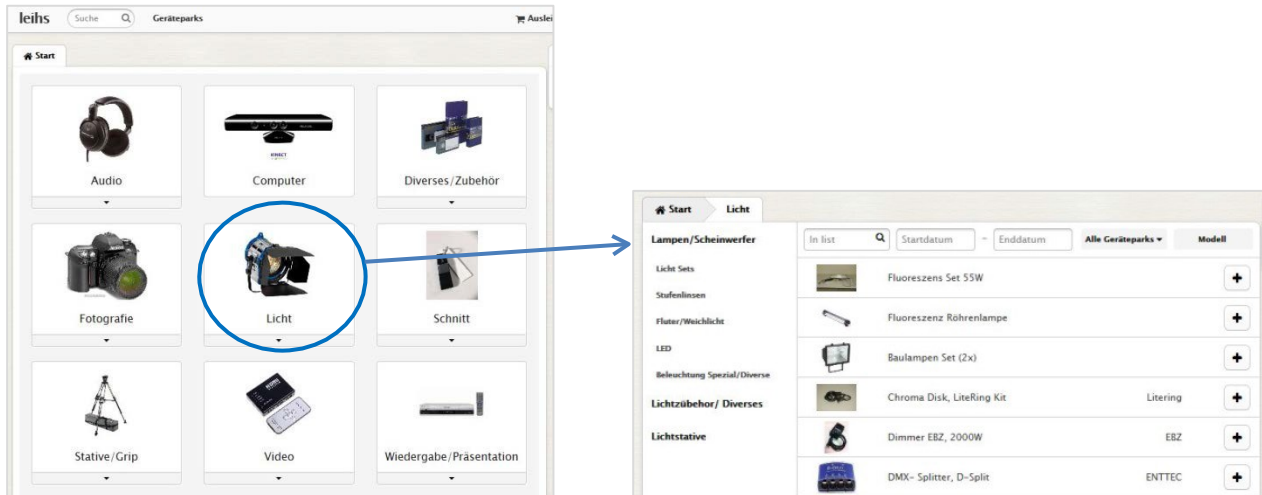 leihs Suche Geräteparks Auslei
Start
Audio Computer Diverses/Zubehör
KINECT
Fotografie Licht Schnitt
Stative/Grip Video Wiedergabe/Präsentation
Start Licht
Lampen/Scheinwerfer
Licht Sets
Stufenlinsen
Fluter/Weichlicht
LED
Beleuchtung Spezial/Diverse
Lichtzübehor/ Diverses
Lichtstative
In list Startdatum - Enddatum Alle Geräteparks Modell
Fluoreszens Set 55W
Fluoreszenz Röhrenlampe
Baulampen Set (2x)
Chroma Disk, LiteRing Kit Litering
Dimmer EBZ, 2000W EBZ
DMX- Splitter, D-Split ENTTEC